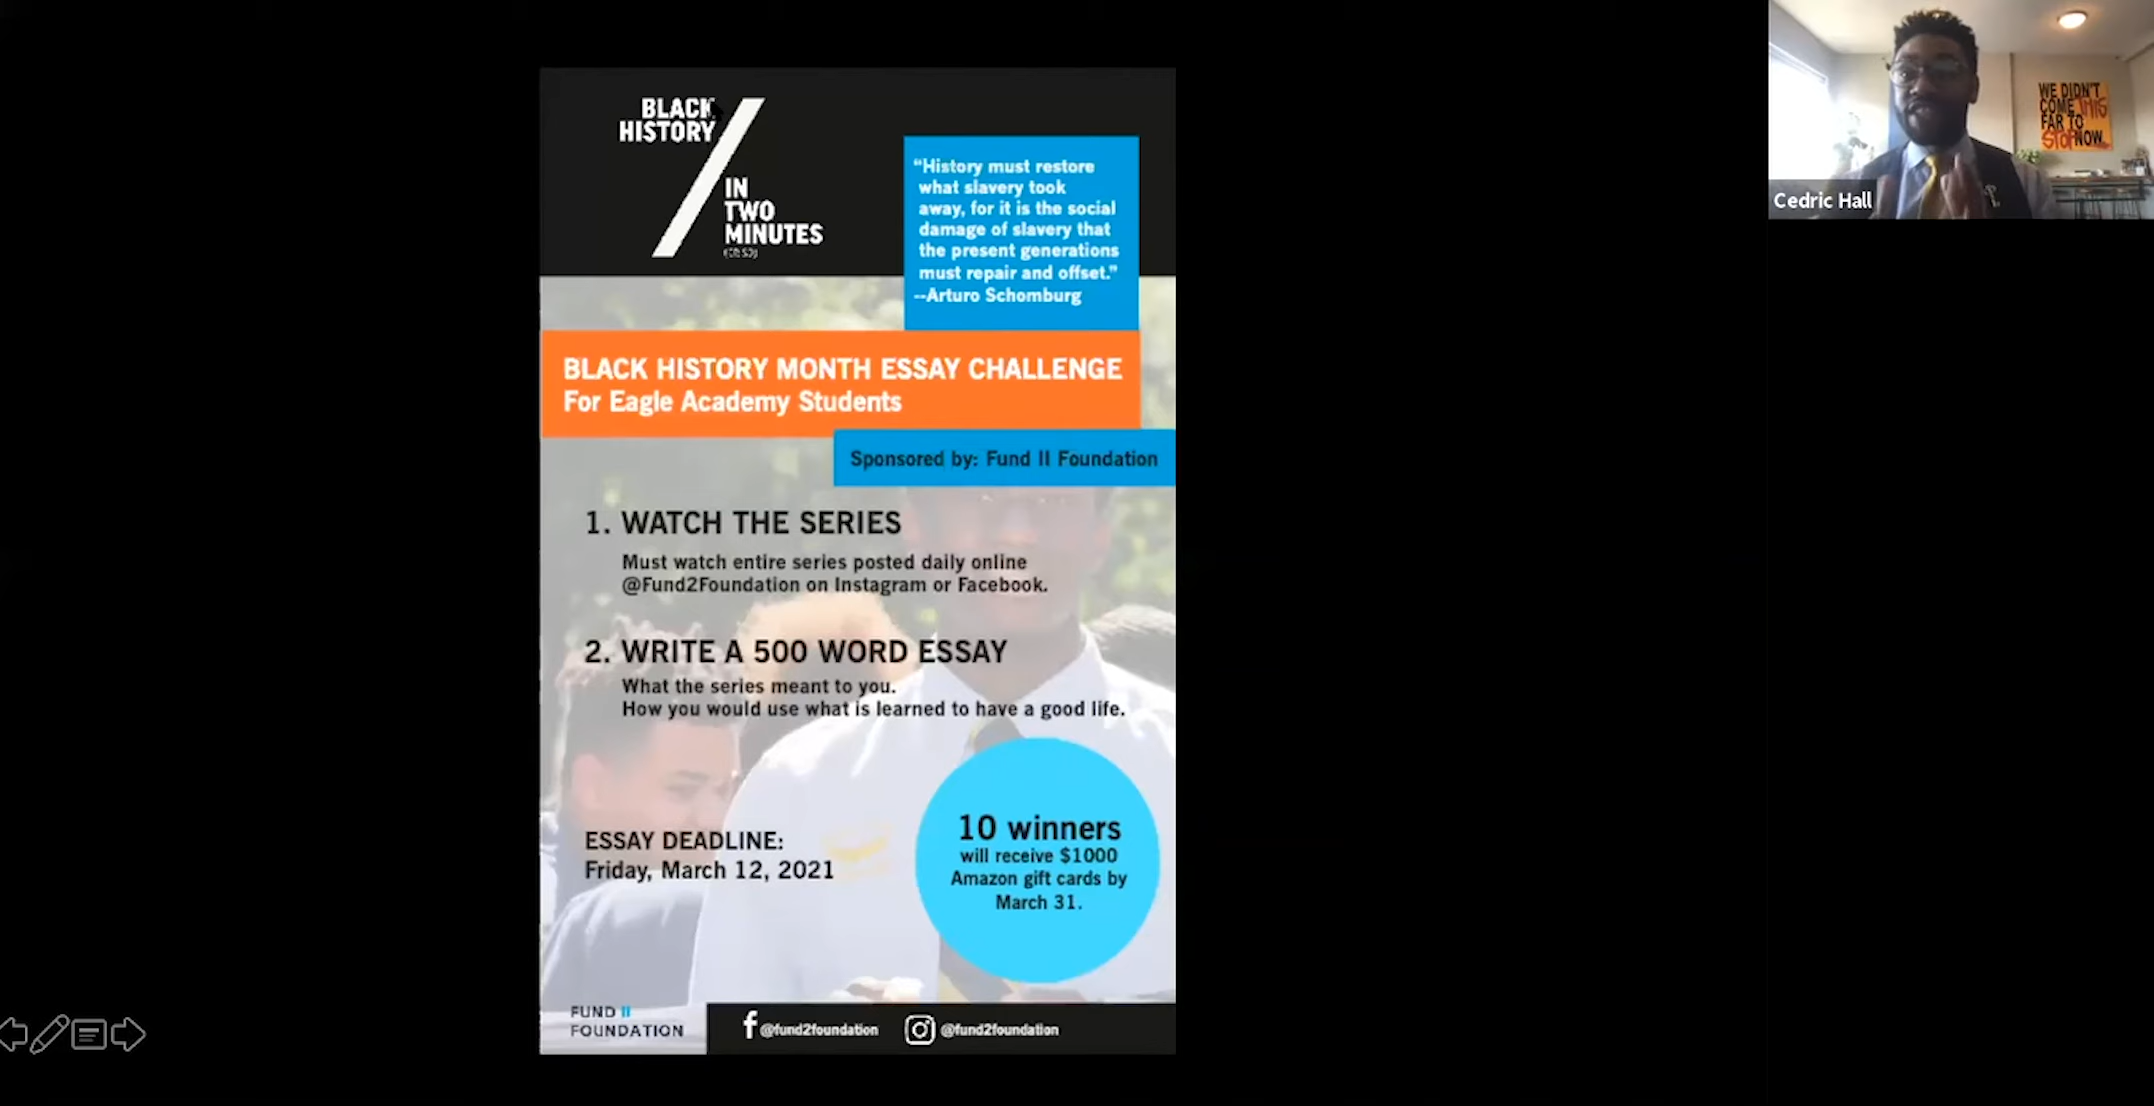 BLACK
HISTORY
IN
TWO
MINUTES
(OR SO)
“History must restore
what slavery took
away, for it is the social
damage of slavery that
the present generations
must repair and offset.”
--Arturo Schomburg
BLACK HISTORY MONTH ESSAY CHALLENGE
For Eagle Academy Students
Sponsored by: Fund II Foundation
1. WATCH THE SERIES
Must watch entire series posted daily online
@Fund2Foundation on Instagram or Facebook.
2. WRITE A 500 WORD ESSAY
What the series meant to you.
How you would use what is learned to have a good life.
ESSAY DEADLINE:
Friday, March 12, 2021
10 winners
will receive $1000
Amazon gift cards by
March 31.
FUND II
FOUNDATION
f @fund2foundation
@fund2foundation
WE DIDN'T
COME THIS
FAR TO
STOP NOW.
Cedric Hall